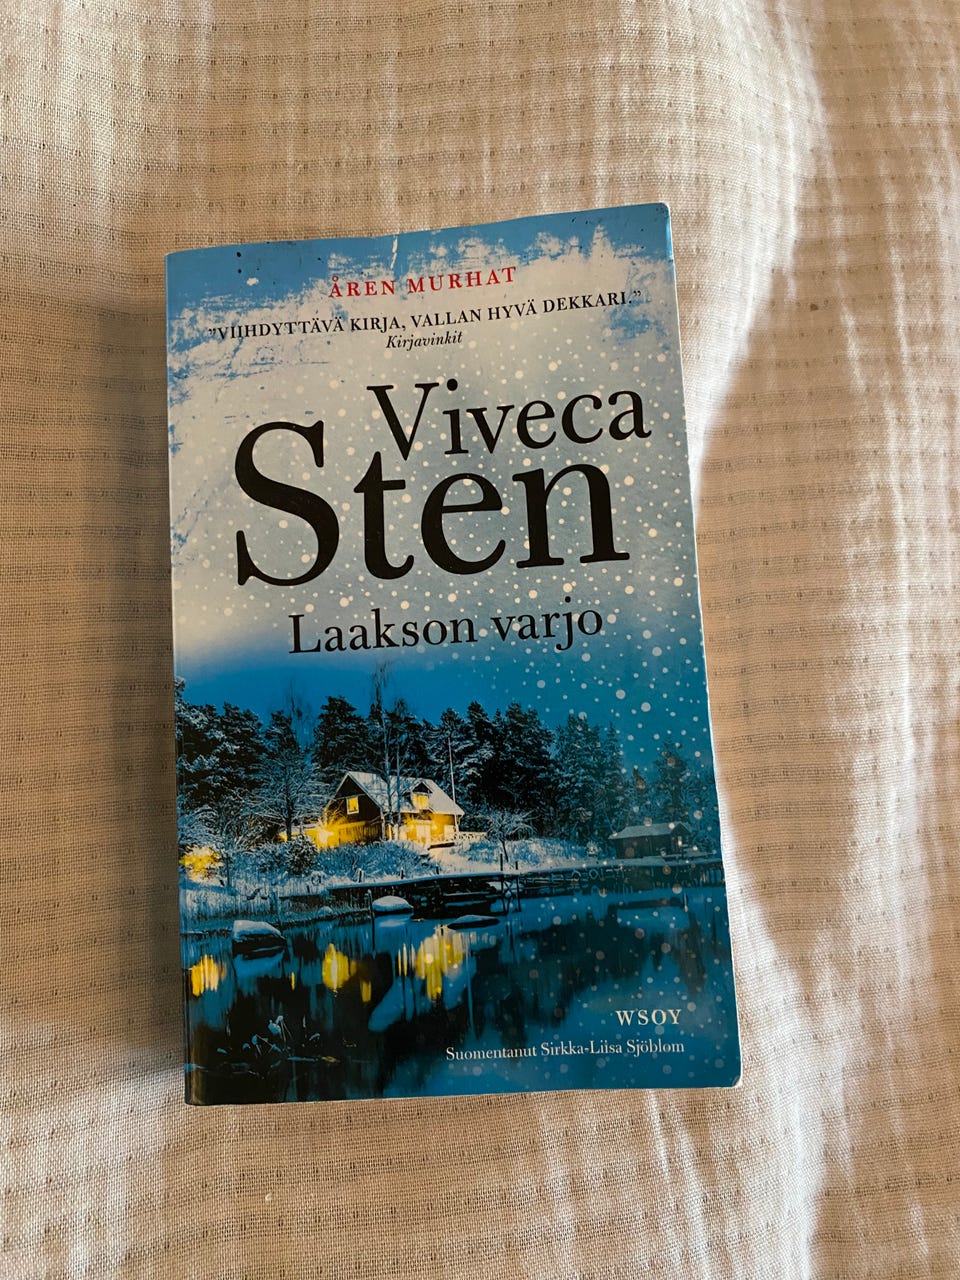 ÅREN MURHAT
”VIIHDYTTÄVÄ KIRJA, VALLAN HYVÄ DEKKARI.”
Kirjavinkit
Viveca
Sten
Laakson varjo
WSOY
Suomentanut Sirkka-Liisa Sjöblom